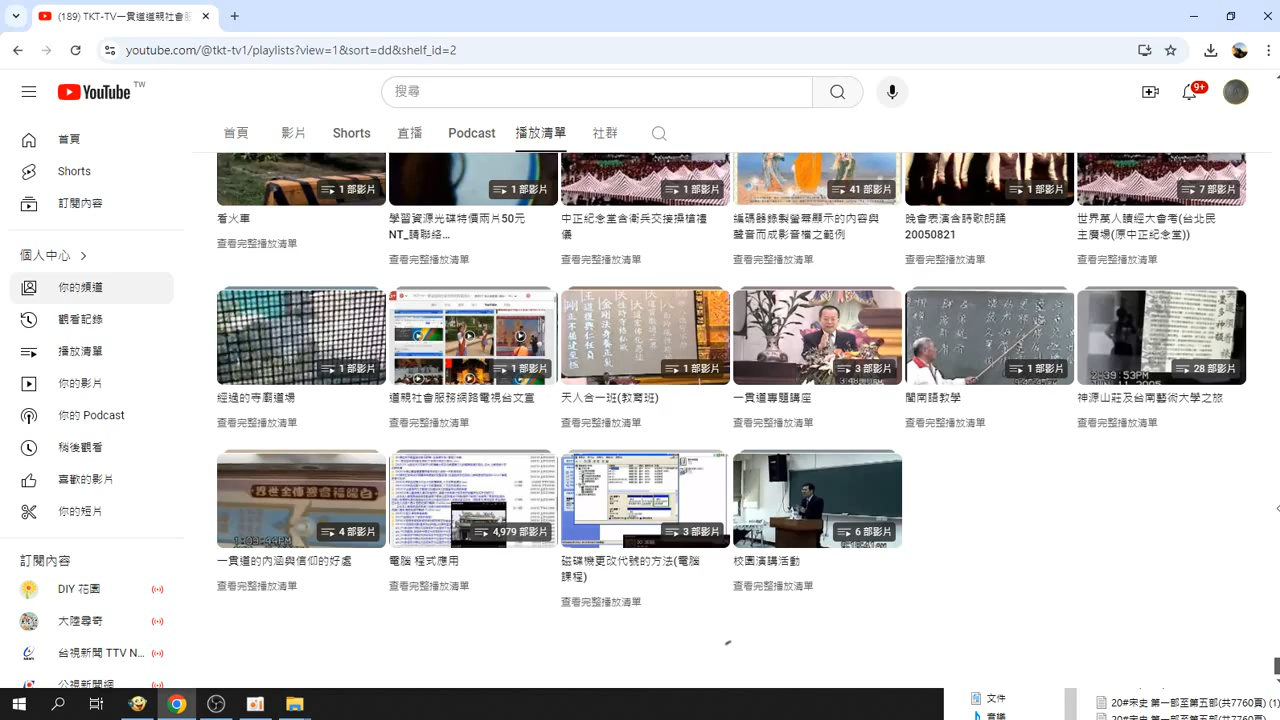 (189) TKT-TV一貫道道親社會服
youtube.com/@tkt-tv1/playlists?view=1&sort=dd&shelf_id=2
YouTube TW
搜尋
9+
首頁
影片
Shorts
直播
Podcast
播放清單
社群
首頁
Shorts
訂閱內容
個人中心
你的頻道
觀看記錄
播放清單
你的影片
你的 Podcast
稍後觀看
喜歡的影片
你的短片
訂閱內容
DIY 花園
大陸尋奇
台視新聞 TTV N...
公視新聞網
1 部影片
1 部影片
1 部影片
41 部影片
1 部影片
7 部影片
看火車
查看完整播放清單
學習資源光碟特價兩片50元
NT_請聯絡...
查看完整播放清單
中正紀念堂含衛兵交接操槍禮
儀
查看完整播放清單
編碼器錄製螢幕顯示的內容與
聲音而成影音檔之範例
查看完整播放清單
晚會表演含詩歌朗誦
20050821
查看完整播放清單
世界萬人讀經大會考(台北民
主廣場(原中正紀念堂))
查看完整播放清單
1 部影片
1 部影片
1 部影片
3 部影片
1 部影片
28 部影片
2:39:53PM
經過的寺廟道場
查看完整播放清單
道親社會服務網路電視台文宣
查看完整播放清單
天人合一班(教育班)
查看完整播放清單
一貫道專題講座
查看完整播放清單
閩南語教學
查看完整播放清單
神源山莊及台南藝術大學之旅
查看完整播放清單
4 部影片
4,979 部影片
3 部影片
6 部影片
一貫道的內涵與信仰的好處
查看完整播放清單
電腦 程式應用
查看完整播放清單
磁碟機更改代號的方法(電腦
課程)
查看完整播放清單
校園演講活動
查看完整播放清單
文件
音樂
20#宋史 第一部至第五部(共7760頁) (1)
20#宋史 第一部至第五部(共7760頁)